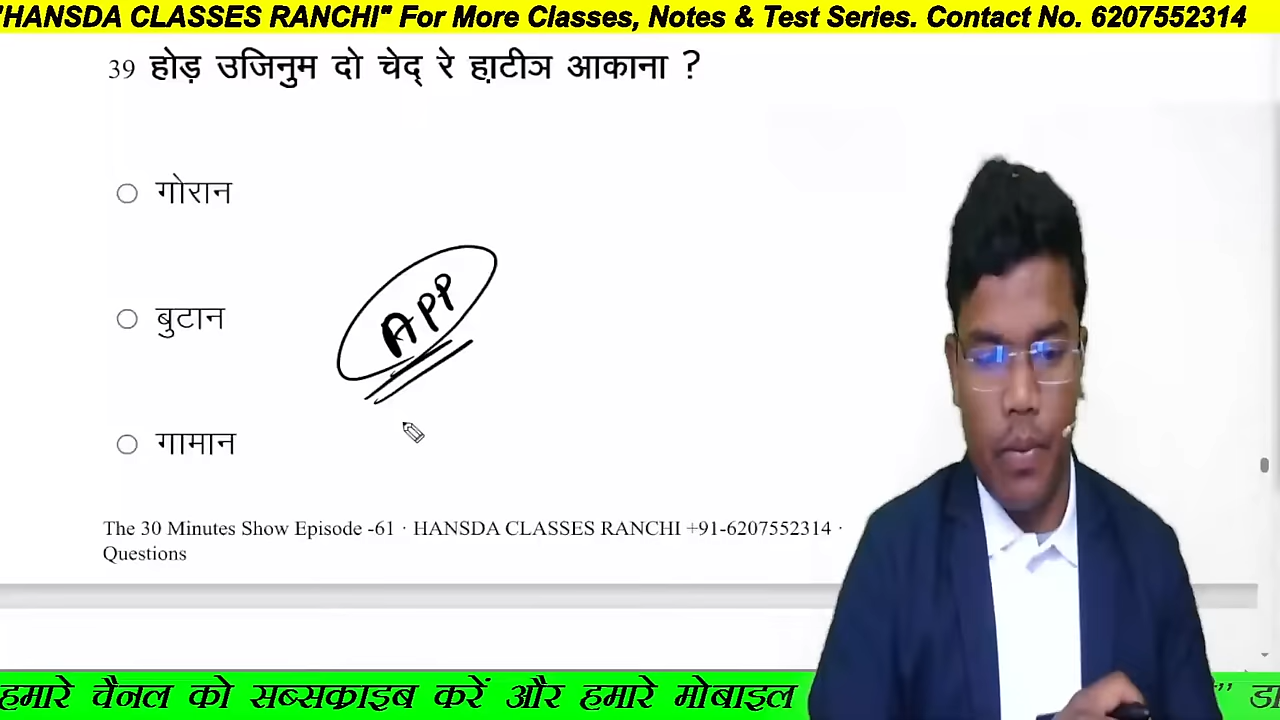 "HANSDA CLASSES RANCHI" For More Classes, Notes & Test Series. Contact No. 6207552314
39 होड़ उजिनुम दो चेद् रे हा़टीञ आकाना ?
गोरान
बुटान
APP
गामान
The 30 Minutes Show Episode -61 · HANSDA CLASSES RANCHI +91-6207552314 ·
Questions
हमारे चैनल को सब्सक्राइब करें और हमारे मोबाइल " डा